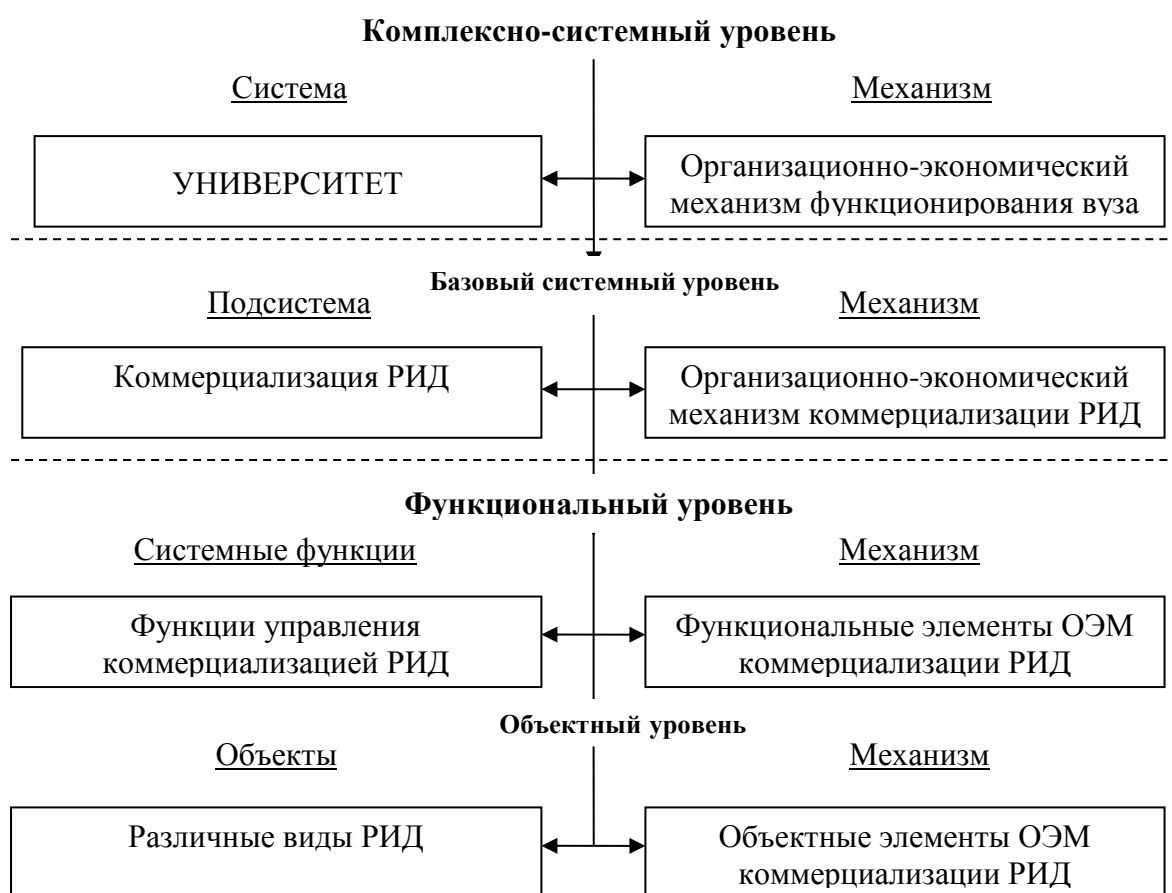 Комплексно-системный уровень
Система
Механизм
УНИВЕРСИТЕТ
Организационно-экономический
механизм функционирования вуза
Базовый системный уровень
Подсистема
Механизм
Коммерциализация РИД
Организационно-экономический
механизм коммерциализации РИД
Функциональный уровень
Системные функции
Механизм
Функции управления
коммерциализацией РИД
Функциональные элементы ОЭМ
коммерциализации РИД
Объектный уровень
Объекты
Механизм
Различные виды РИД
Объектные элементы ОЭМ
коммерциализации РИД